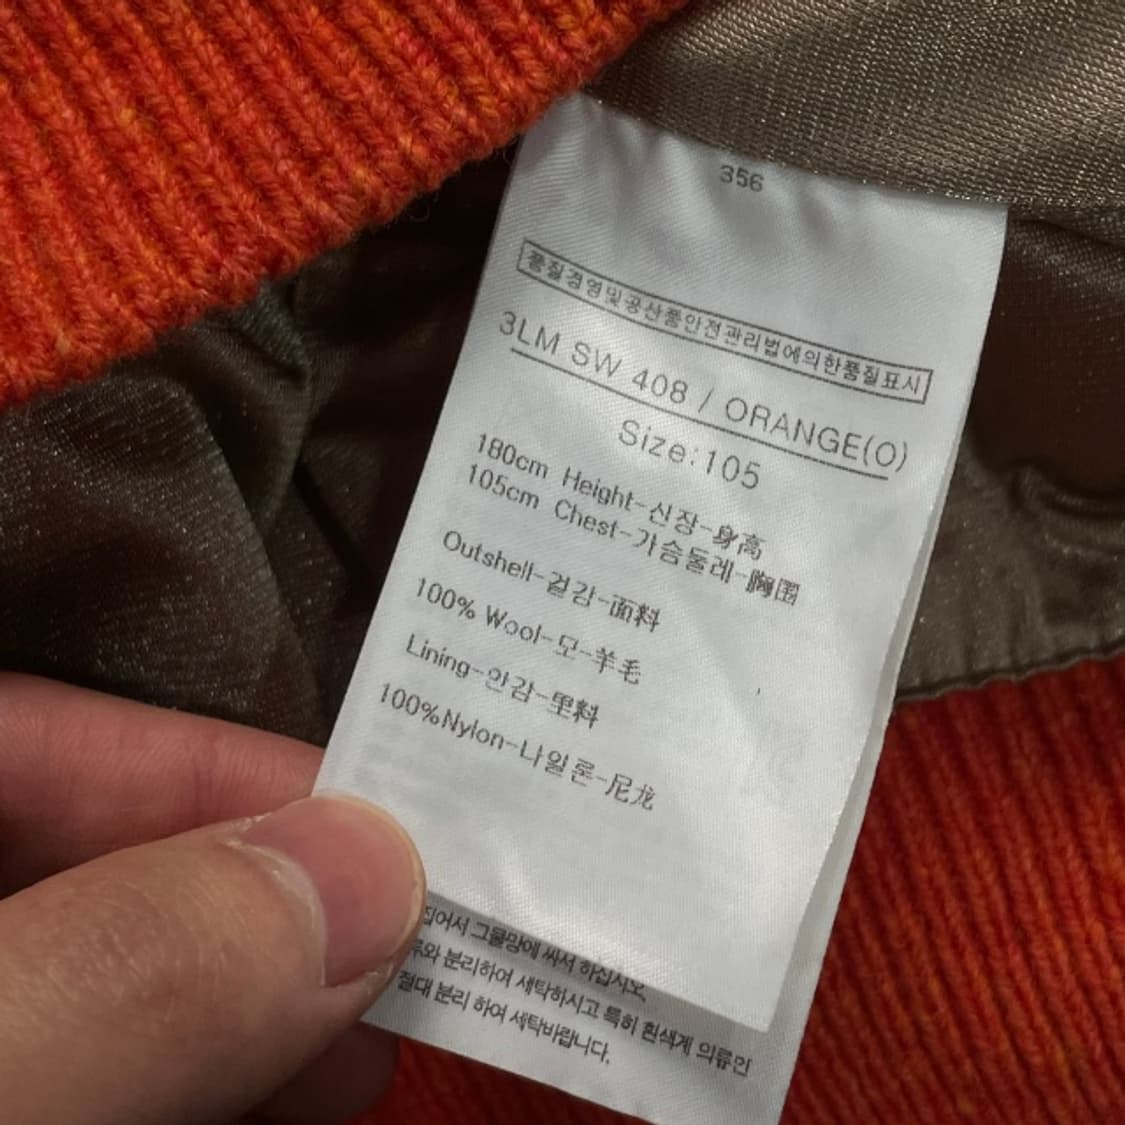 356
품질경영및공산품안전관리법에의한품질표시
3LM SW 408 / ORANGE(O)
Size:105
180cm Height-신장-身高
105cm Chest-가슴둘레-胸围
Outshell-겉감-面料
100% Wool-모-羊毛
Lining-안감-里料
100%Nylon-나일론-尼龙
집어서 그물망에 싸서 하십시오
와 분리하여 세탁하시고 특히 흰색계 의류인
절대 분리 하여 세탁바랍니다.